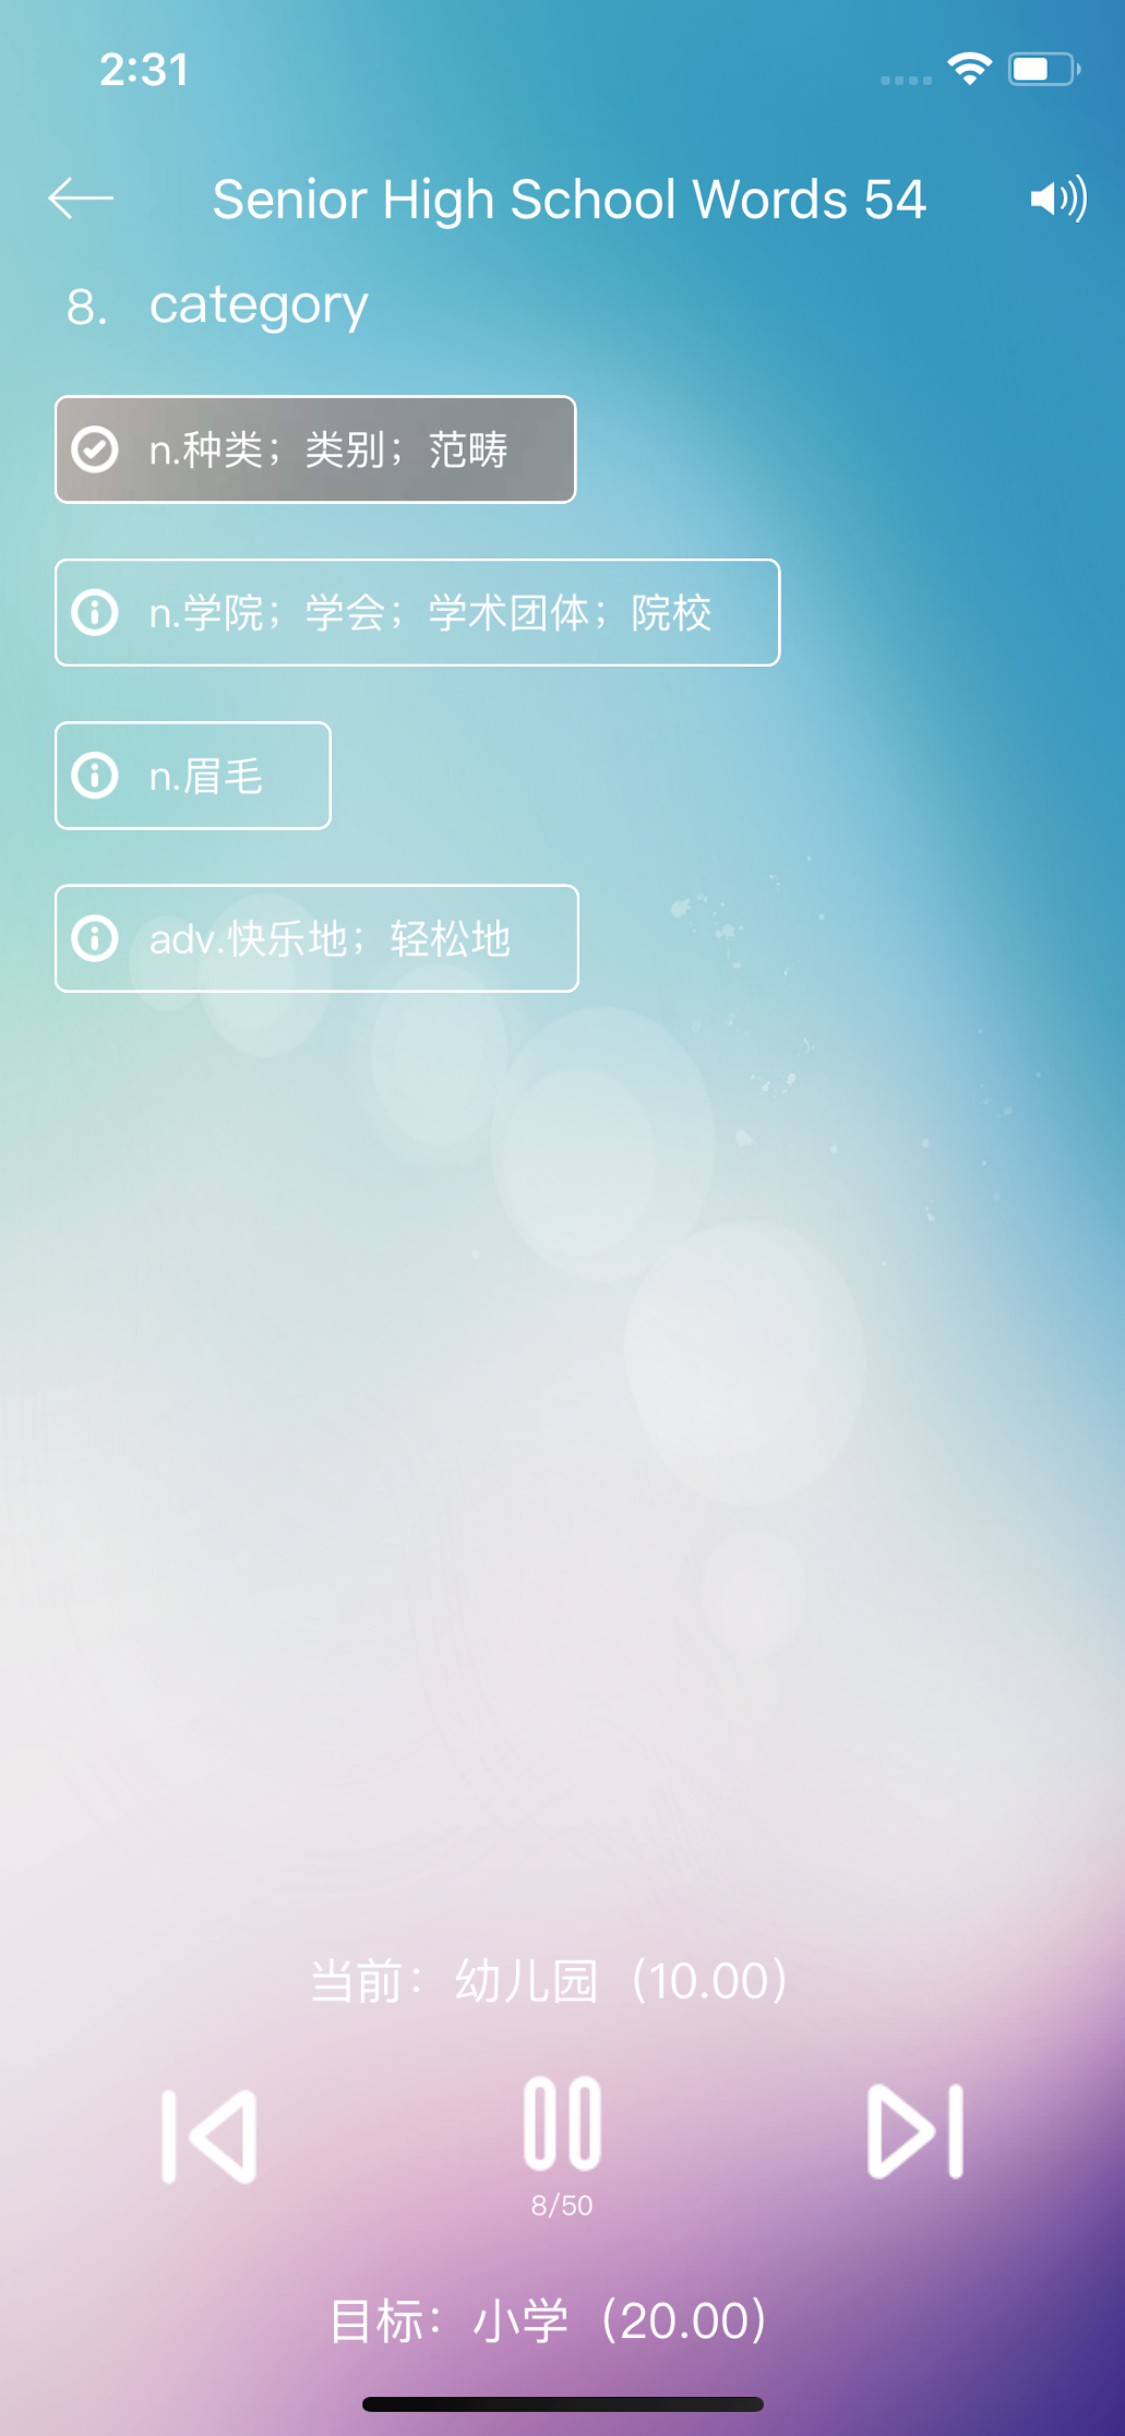 2:31
Senior High School Words 54
8. category
n.种类；类别；范畴
n.学院；学会；学术团体；院校
n.眉毛
adv.快乐地；轻松地
当前：幼儿园（10.00）
8/50
目标：小学（20.00）